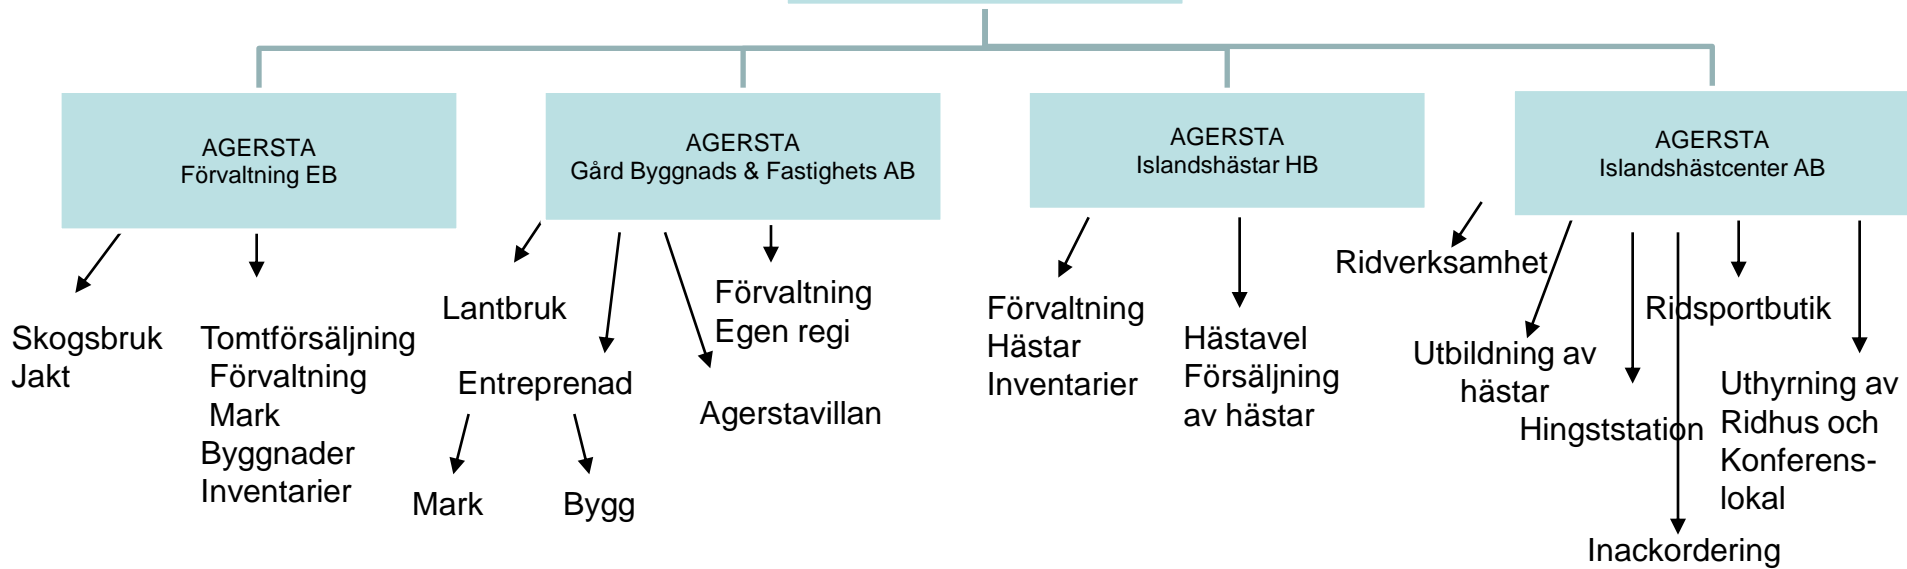 AGERSTA
Förvaltning EB
AGERSTA
Gård Byggnads & Fastighets AB
AGERSTA
Islandshästar HB
AGERSTA
Islandshästcenter AB
Skogsbruk
Jakt
Tomtförsäljning
Förvaltning
Mark
Byggnader
Inventarier
Lantbruk
Entreprenad
Mark
Bygg
Agerstavillan
Förvaltning
Egen regi
Förvaltning
Hästar
Inventarier
Hästavel
Försäljning
av hästar
Ridverksamhet
Utbildning av
hästar
Hingststation
Inackordering
Ridsportbutik
Uthyrning av
Ridhus och
Konferens-
lokal